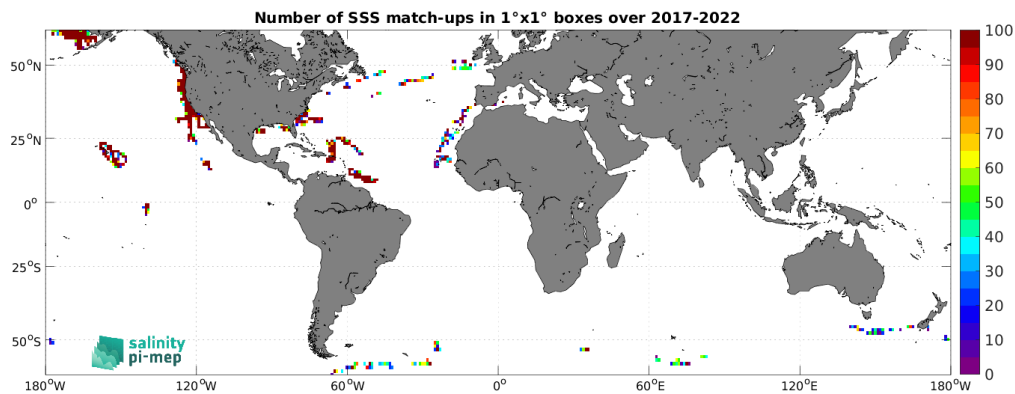 Number of SSS match-ups in 1°x1° boxes over 2017-2022
50°N
25°N
0°
25°S
50°S
180°W
120°W
60°W
0°
60°E
120°E
180°W
100
90
80
70
60
50
40
30
20
10
0
salinity
pi-mep